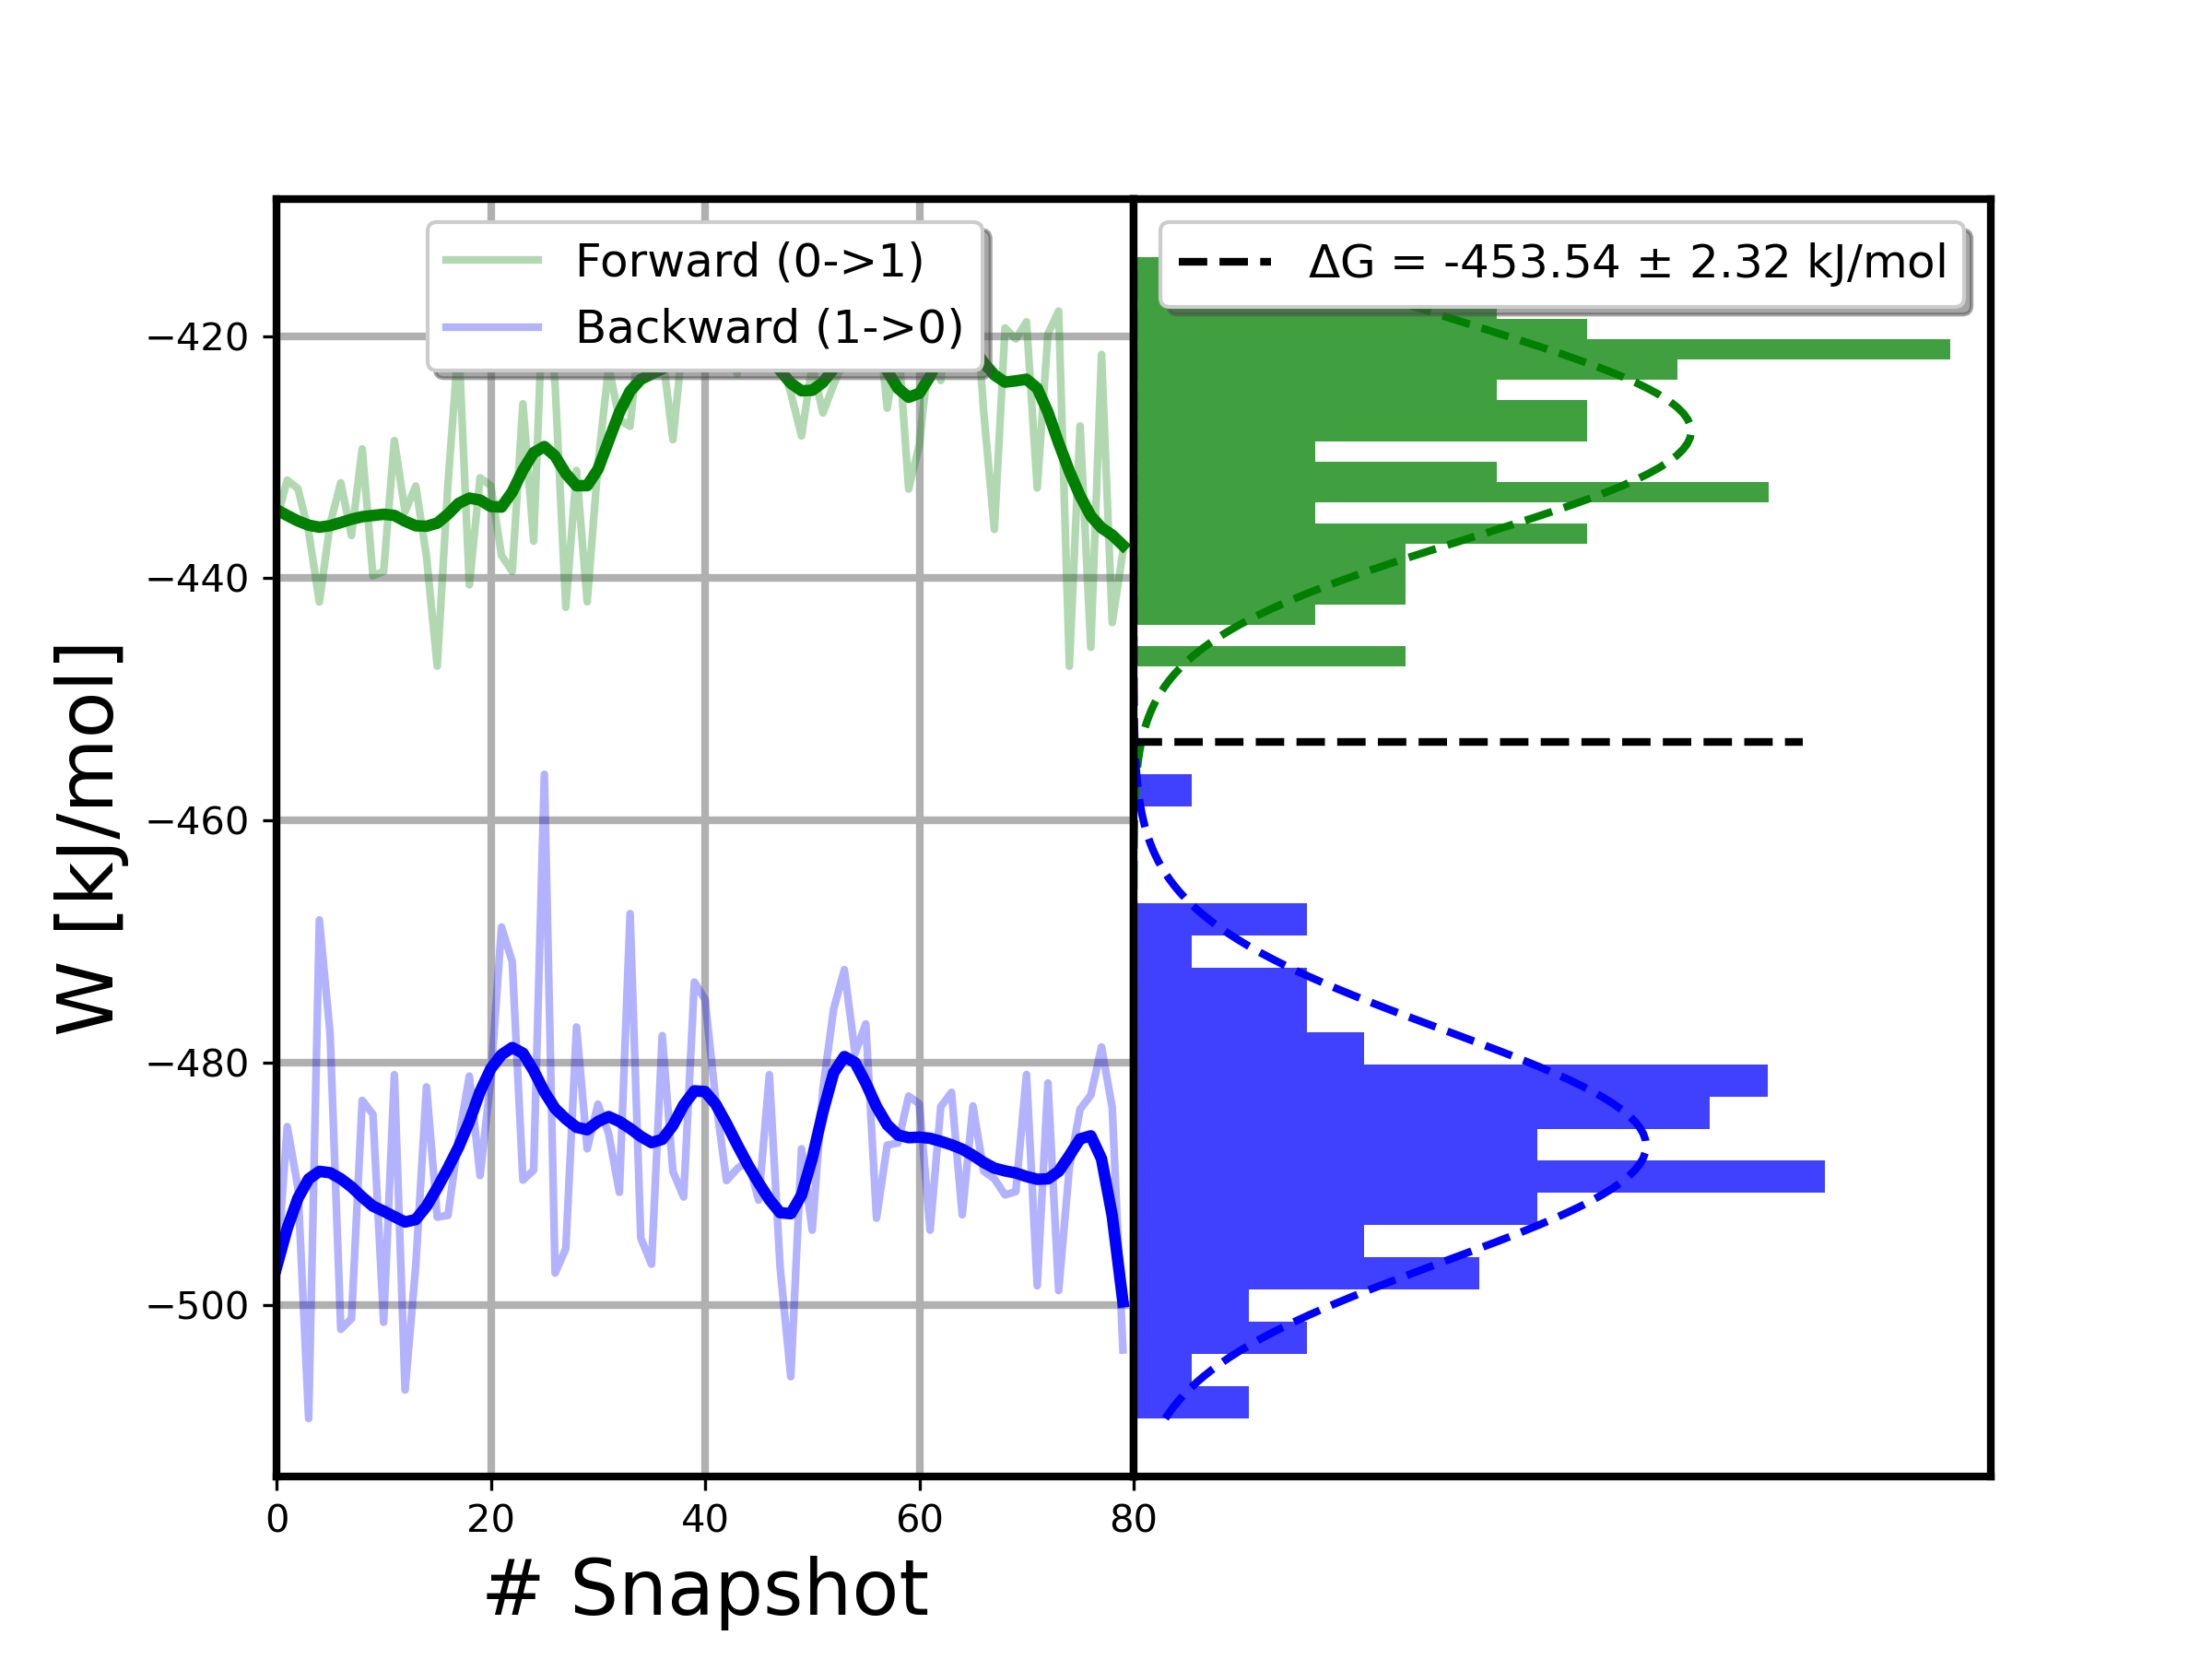 Forward (0->1)
Backward (1->0)
ΔG = -453.54 ± 2.32 kJ/mol
W [kJ/mol]
−420
−440
−460
−480
−500
0 20 40 60 80
# Snapshot